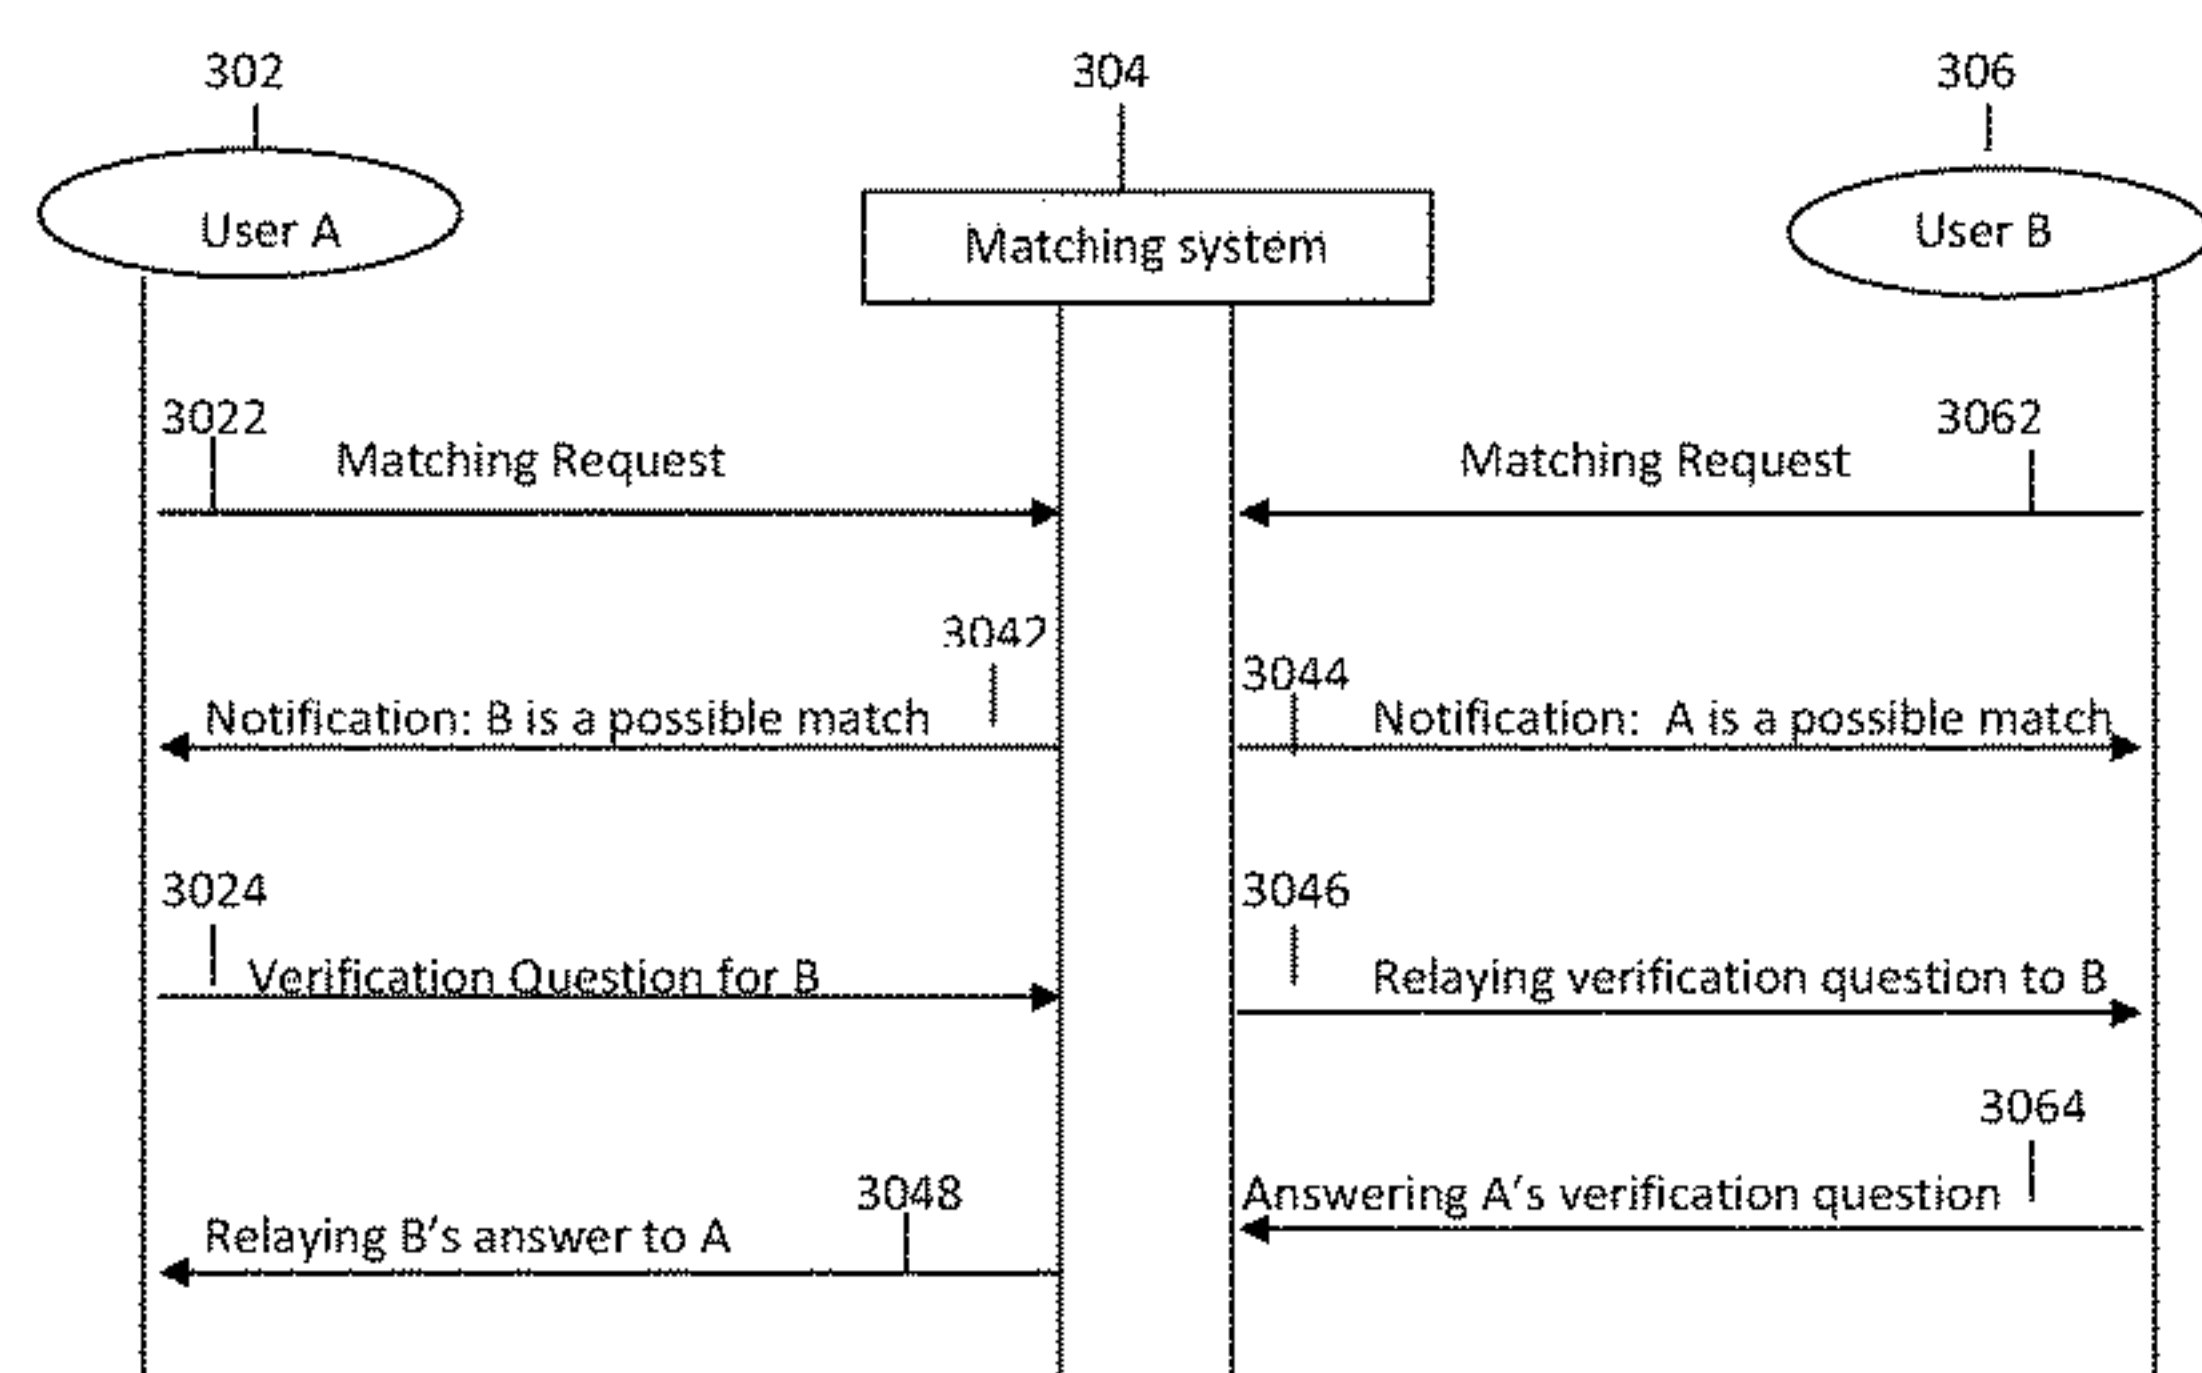 302
304
306
User A
Matching system
User B
3022
3062
Matching Request
Matching Request
3042
3044
Notification: B is a possible match
Notification:  A is a possible match
3024
3046
Verification Question for B
Relaying verification question to B
3064
3048
Answering A's verification question
Relaying B's answer to A